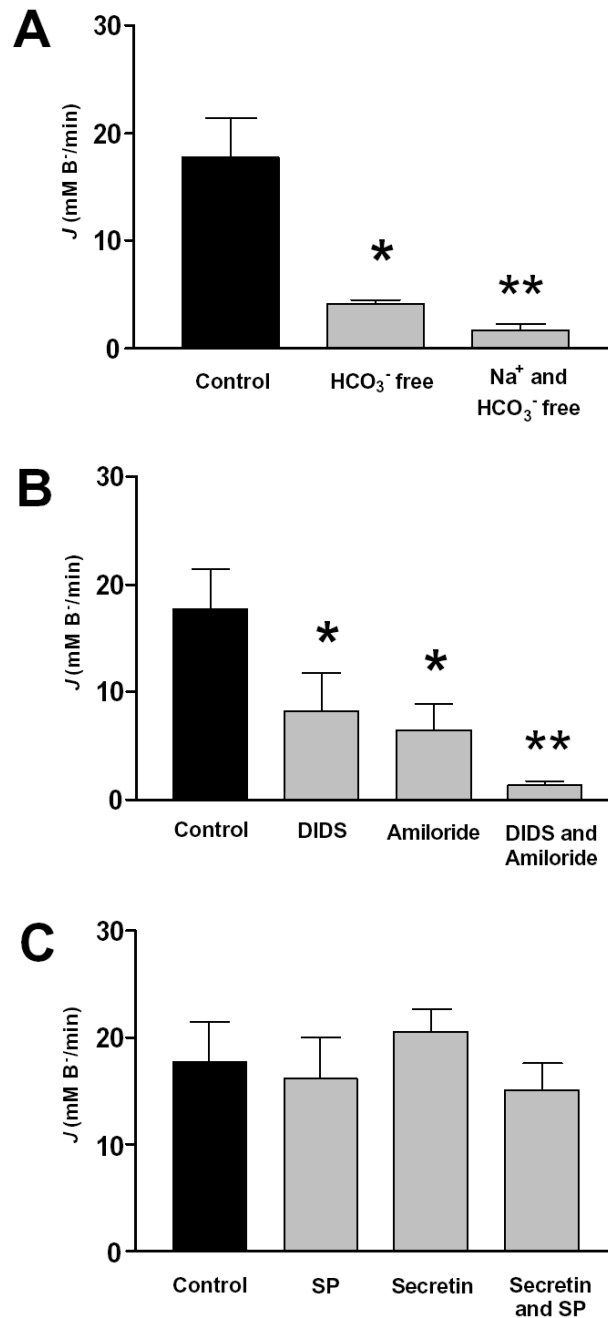 A
J (mM B⁻/min)
30
20
10
0
*
**
Control
HCO₃⁻ free
Na⁺ and
HCO₃⁻ free
B
J (mM B⁻/min)
30
20
10
0
*
*
**
Control
DIDS
Amiloride
DIDS and
Amiloride
C
J (mM B⁻/min)
30
20
10
0
Control
SP
Secretin
Secretin
and SP